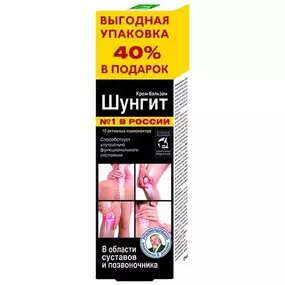 ВЫГОДНАЯ
УПАКОВКА
40%
В ПОДАРОК
Крем-бальзам
Шунгит
№1 В РОССИИ
10 активных компонентов
Способствует
улучшению
функционального
состояния
В области
суставов
и позвоночника